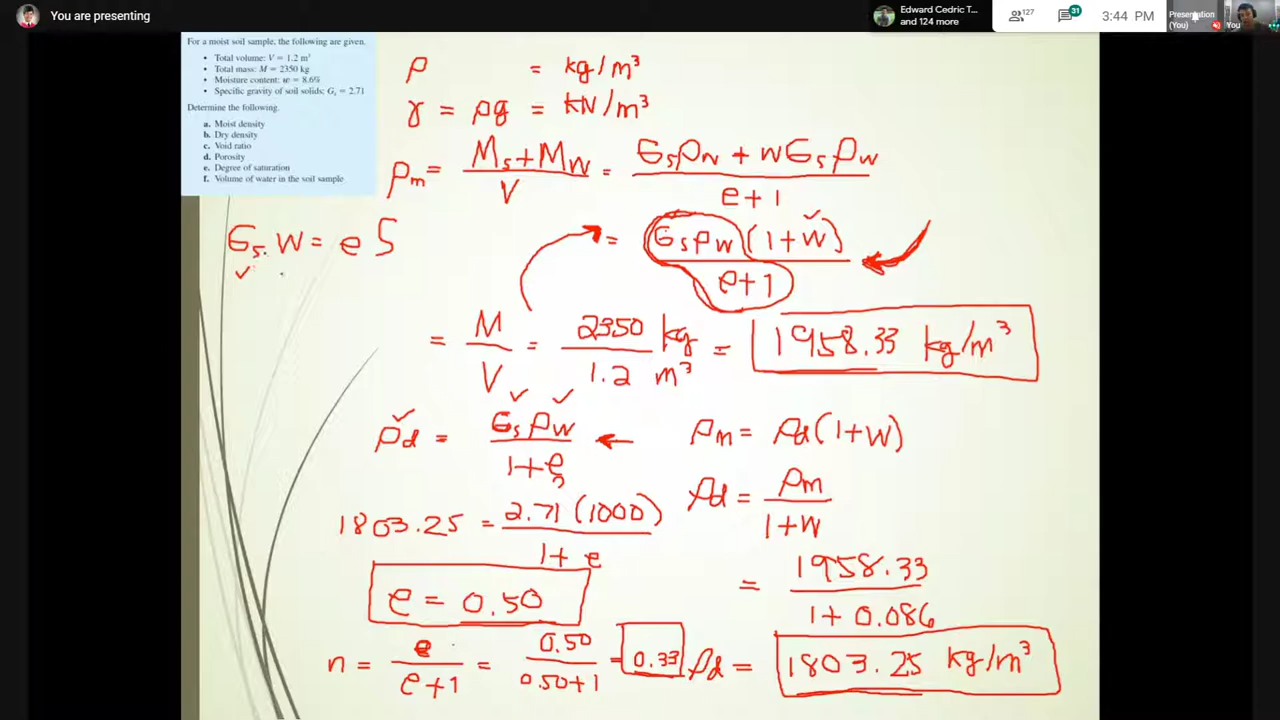 You are presenting
Edward Cedric T...
and 124 more
127
31
3:44 PM
Presentation
(You)
You
For a moist soil sample, the following are given.
• Total volume: V = 1.2 m³
• Total mass: M = 2350 kg
• Moisture content: w = 8.6%
• Specific gravity of soil solids: Gs = 2.71
Determine the following.
a. Moist density
b. Dry density
c. Void ratio
d. Porosity
e. Degree of saturation
f. Volume of water in the soil sample
ρ = kg/m³
γ = ρg = kN/m³
ρm = (Ms + Mw)/V = (Gsρw + wGsρw)/(e+1)
Gs w = e S
= Gsρw(1+w)/(e+1)
= M/V = 2350 kg/1.2 m³ = 1958.33 kg/m³
ρd = Gsρw/(1+e)
ρm = ρd(1+w)
ρd = ρm/(1+w)
1803.25 = 2.71(1000)/(1+e)
= 1958.33/(1+0.086)
e = 0.50
n = e/(e+1) = 0.50/(0.50+1) = 0.33
ρd = 1803.25 kg/m³